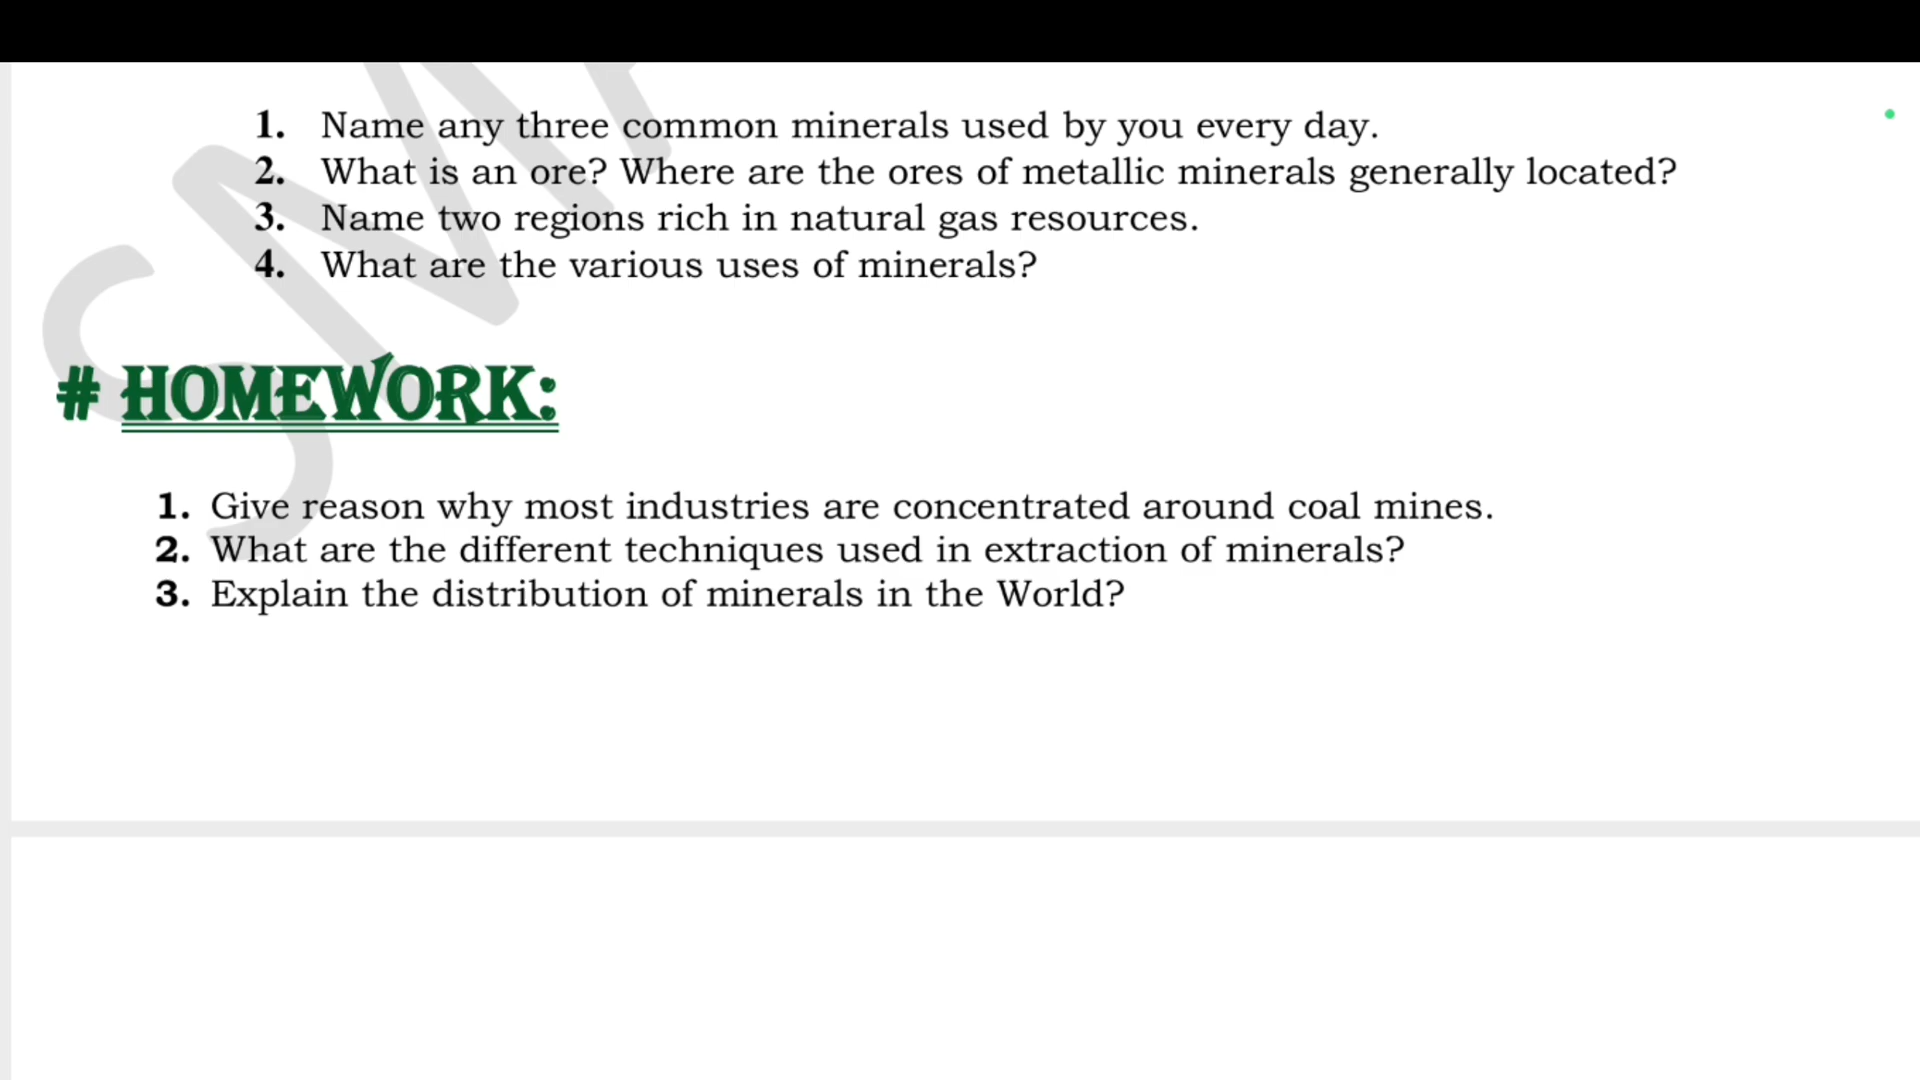 1. Name any three common minerals used by you every day.
2. What is an ore? Where are the ores of metallic minerals generally located?
3. Name two regions rich in natural gas resources.
4. What are the various uses of minerals?
# HOMEWORK:
1. Give reason why most industries are concentrated around coal mines.
2. What are the different techniques used in extraction of minerals?
3. Explain the distribution of minerals in the World?